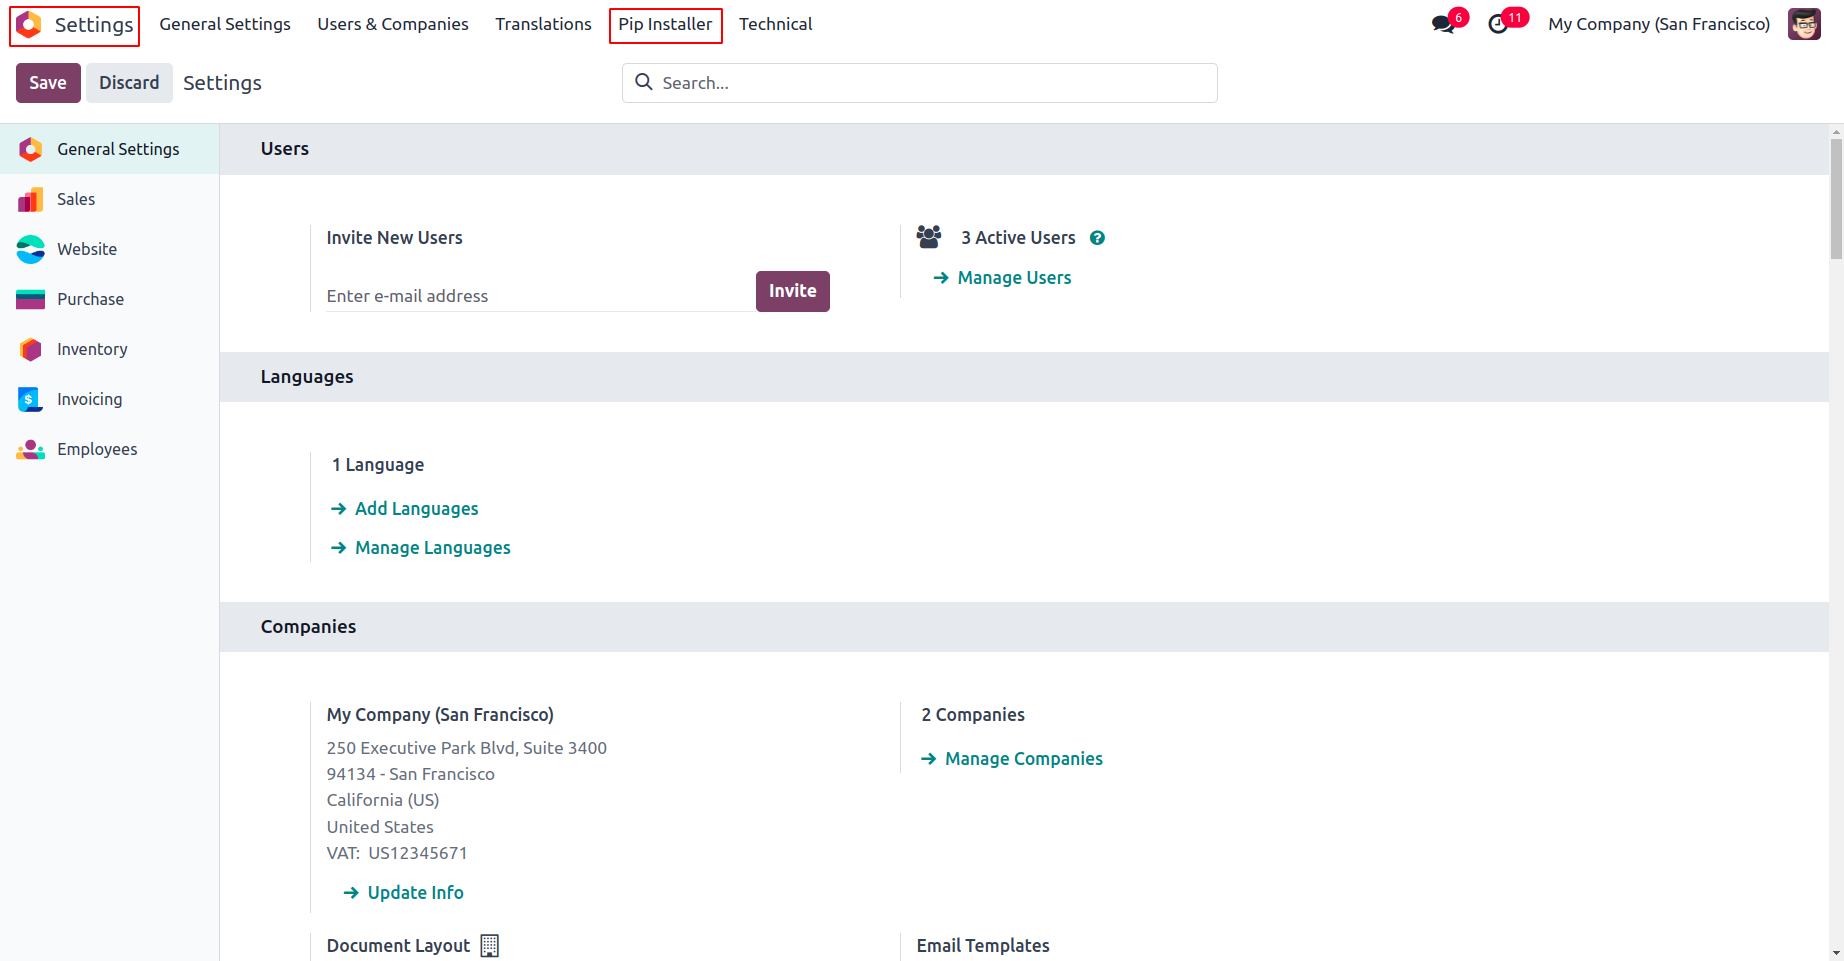 Settings General Settings Users & Companies Translations Pip Installer Technical 6 11 My Company (San Francisco)
Save Discard Settings Search...
General Settings
Sales
Website
Purchase
Inventory
Invoicing
Employees
Users
Invite New Users
Enter e-mail address Invite
3 Active Users ?
Manage Users
Languages
1 Language
Add Languages
Manage Languages
Companies
My Company (San Francisco)
250 Executive Park Blvd, Suite 3400
94134 - San Francisco
California (US)
United States
VAT: US12345671
Update Info
2 Companies
Manage Companies
Document Layout
Email Templates